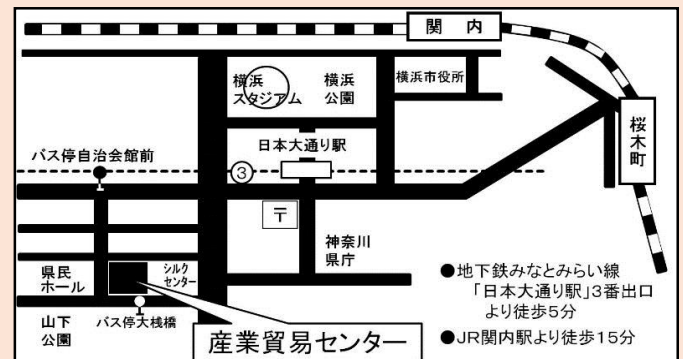 関 内
横浜
スタジアム
横浜
公園
横浜市役所
桜木町
日本大通り駅
バス停自治会館前
③
〒
神奈川
県庁
県民
ホール
シルク
センター
山下
公園
バス停大桟橋
産業貿易センター
●地下鉄みなとみらい線
「日本大通り駅」3番出口
より徒歩5分
●JR関内駅より徒歩15分